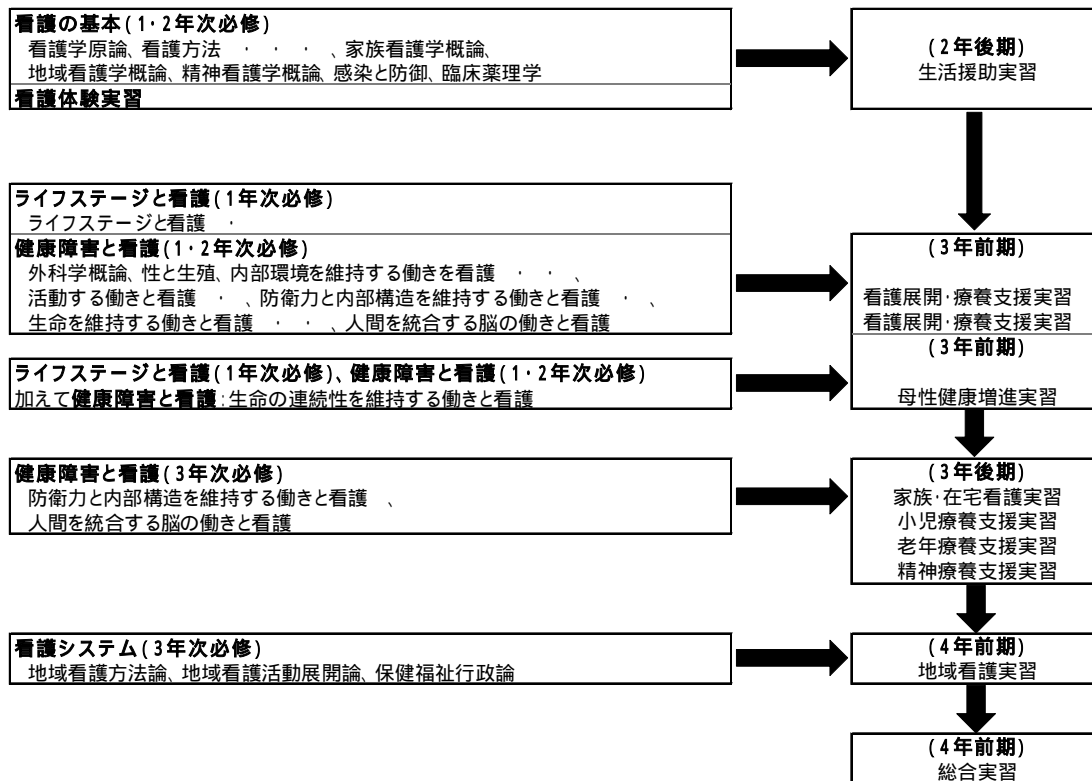 看護の基本(1・2年次必修)
看護学原論、看護方法 ・ ・ ・ 、家族看護学概論、
地域看護学概論、精神看護学概論、感染と防御、臨床薬理学
看護体験実習
(2年後期)
生活援助実習
ライフステージと看護(1年次必修)
ライフステージと看護 ・
健康障害と看護(1・2年次必修)
外科学概論、性と生殖、内部環境を維持する働きを看護 ・ ・ 、
活動する働きと看護 ・ 、防衛力と内部構造を維持する働きと看護 ・ 、
生命を維持する働きと看護 ・ ・ 、人間を統合する脳の働きと看護
(3年前期)
看護展開・療養支援実習
看護展開・療養支援実習
ライフステージと看護(1年次必修)、健康障害と看護(1・2年次必修)
加えて健康障害と看護:生命の連続性を維持する働きと看護
(3年前期)
母性健康増進実習
健康障害と看護(3年次必修)
防衛力と内部構造を維持する働きと看護 、
人間を統合する脳の働きと看護
(3年後期)
家族・在宅看護実習
小児療養支援実習
老年療養支援実習
精神療養支援実習
看護システム(3年次必修)
地域看護方法論、地域看護活動展開論、保健福祉行政論
(4年前期)
地域看護実習
(4年前期)
総合実習